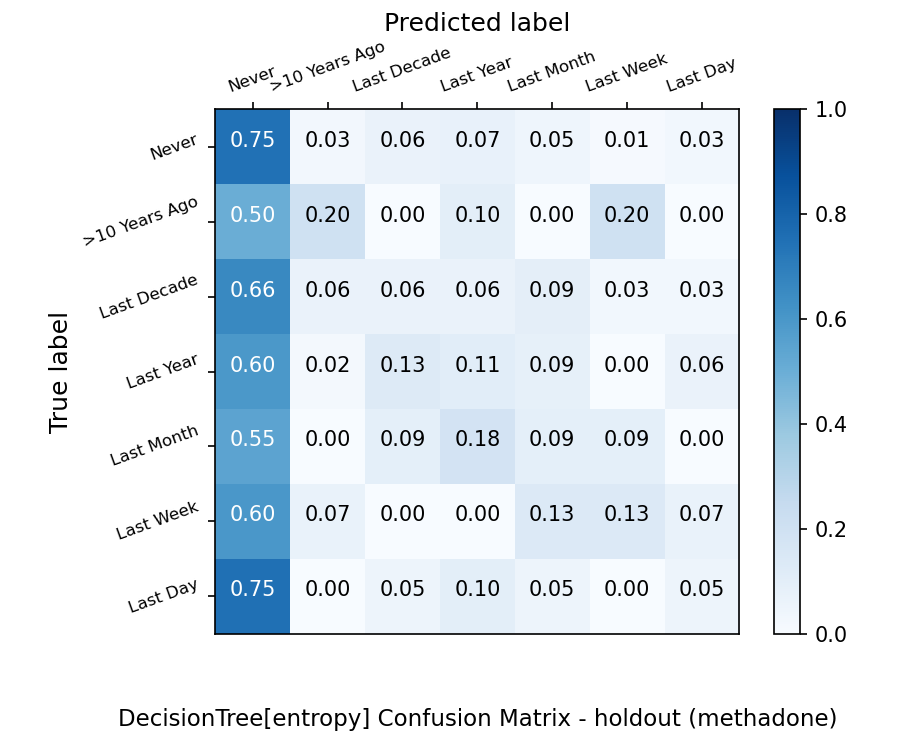 Predicted label
Never >10 Years Ago Last Decade Last Year Last Month Last Week Last Day
True label
Never 0.75 0.03 0.06 0.07 0.05 0.01 0.03
>10 Years Ago 0.50 0.20 0.00 0.10 0.00 0.20 0.00
Last Decade 0.66 0.06 0.06 0.06 0.09 0.03 0.03
Last Year 0.60 0.02 0.13 0.11 0.09 0.00 0.06
Last Month 0.55 0.00 0.09 0.18 0.09 0.09 0.00
Last Week 0.60 0.07 0.00 0.00 0.13 0.13 0.07
Last Day 0.75 0.00 0.05 0.10 0.05 0.00 0.05
1.0
0.8
0.6
0.4
0.2
0.0
DecisionTree[entropy] Confusion Matrix - holdout (methadone)